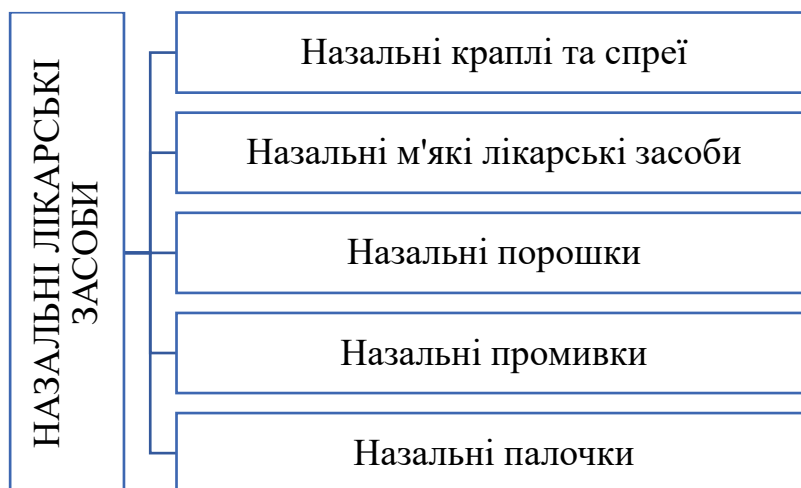 НАЗАЛЬНІ ЛІКАРСЬКІ
ЗАСОБИ
Назальні краплі та спреї
Назальні м'які лікарські засоби
Назальні порошки
Назальні промивки
Назальні палочки